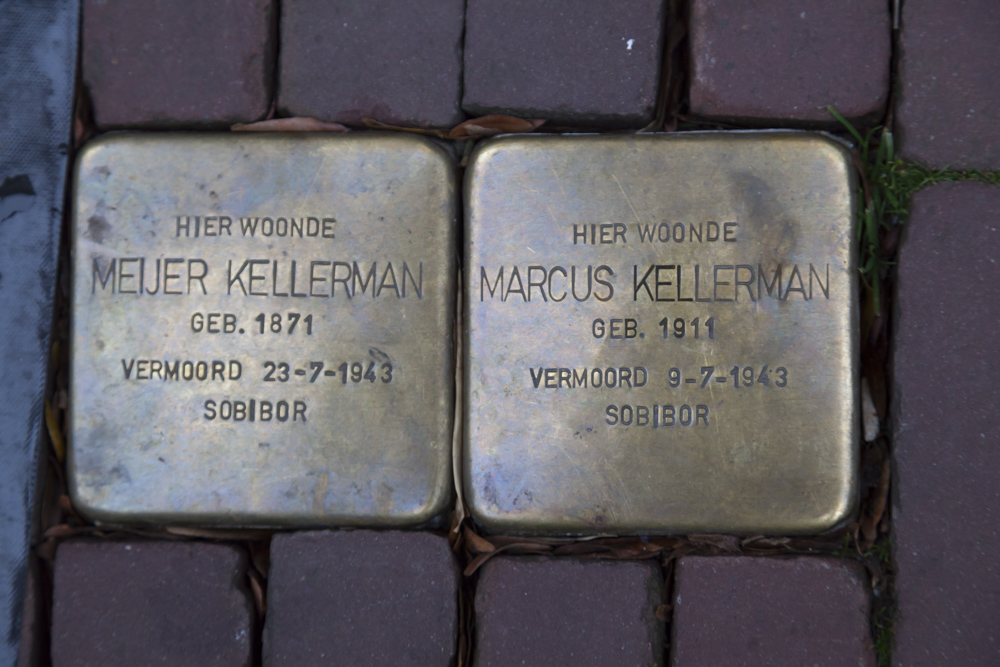 HIER WOONDE
MEIJER KELLERMAN
GEB. 1871
VERMOORD 23-7-1943
SOBIBOR
HIER WOONDE
MARCUS KELLERMAN
GEB. 1911
VERMOORD 9-7-1943
SOBIBOR